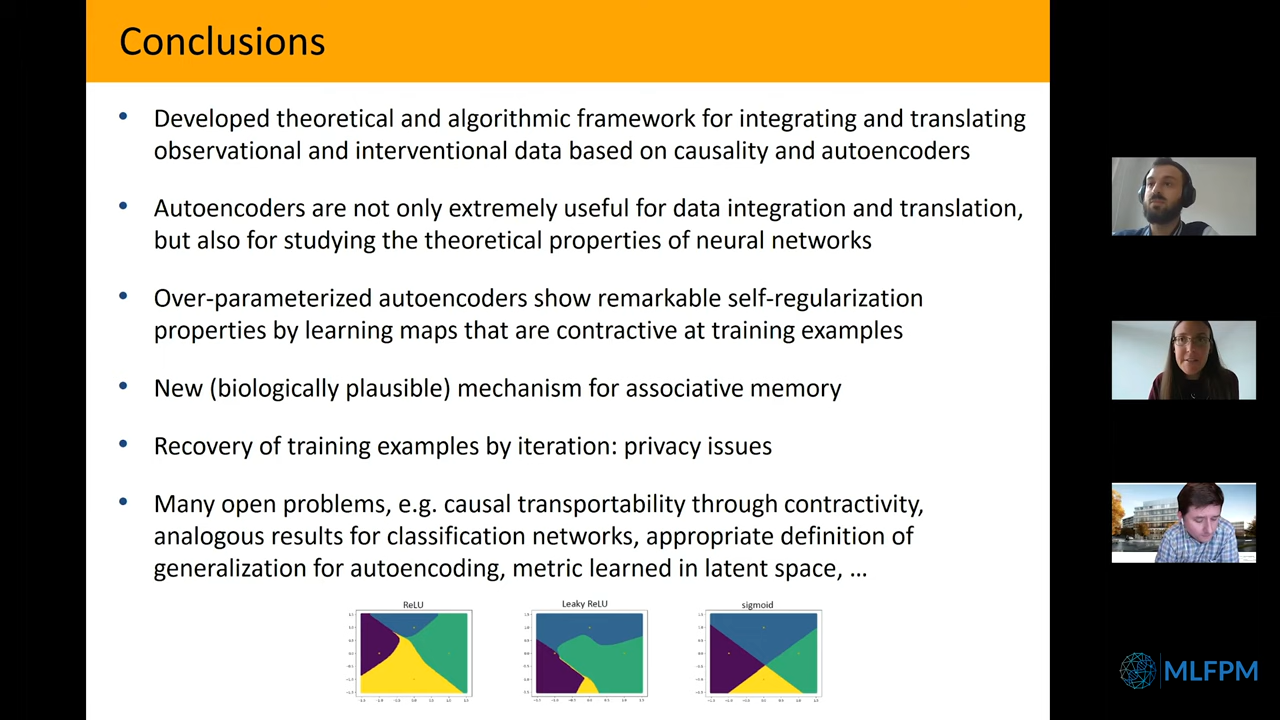 Conclusions
• Developed theoretical and algorithmic framework for integrating and translating
observational and interventional data based on causality and autoencoders
• Autoencoders are not only extremely useful for data integration and translation,
but also for studying the theoretical properties of neural networks
• Over-parameterized autoencoders show remarkable self-regularization
properties by learning maps that are contractive at training examples
• New (biologically plausible) mechanism for associative memory
• Recovery of training examples by iteration: privacy issues
• Many open problems, e.g. causal transportability through contractivity,
analogous results for classification networks, appropriate definition of
generalization for autoencoding, metric learned in latent space, …
ReLU
Leaky ReLU
sigmoid
MLFPM